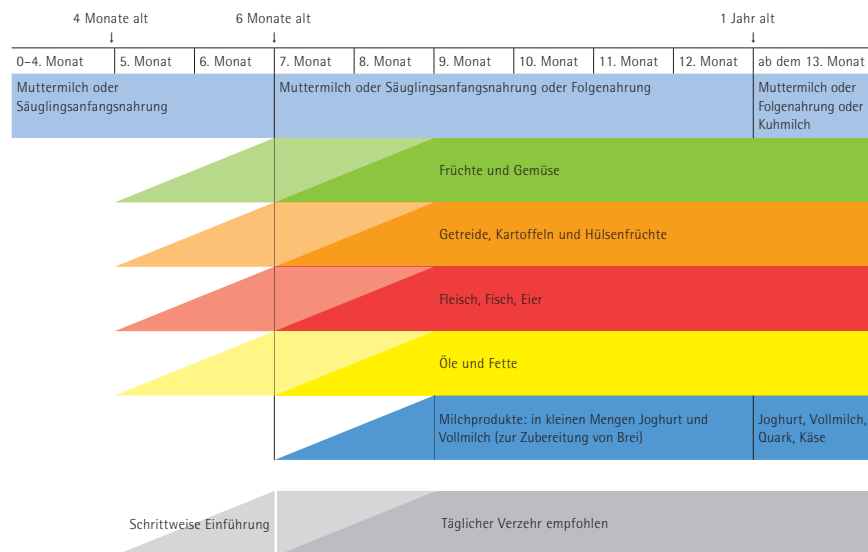 4 Monate alt
6 Monate alt
1 Jahr alt
0–4. Monat
5. Monat
6. Monat
7. Monat
8. Monat
9. Monat
10. Monat
11. Monat
12. Monat
ab dem 13. Monat
Muttermilch oder
Säuglingsanfangsnahrung
Muttermilch oder Säuglingsanfangsnahrung oder Folgenahrung
Muttermilch oder
Folgenahrung oder
Kuhmilch
Früchte und Gemüse
Getreide, Kartoffeln und Hülsenfrüchte
Fleisch, Fisch, Eier
Öle und Fette
Milchprodukte: in kleinen Mengen Joghurt und
Vollmilch (zur Zubereitung von Brei)
Joghurt, Vollmilch,
Quark, Käse
Schrittweise Einführung
Täglicher Verzehr empfohlen